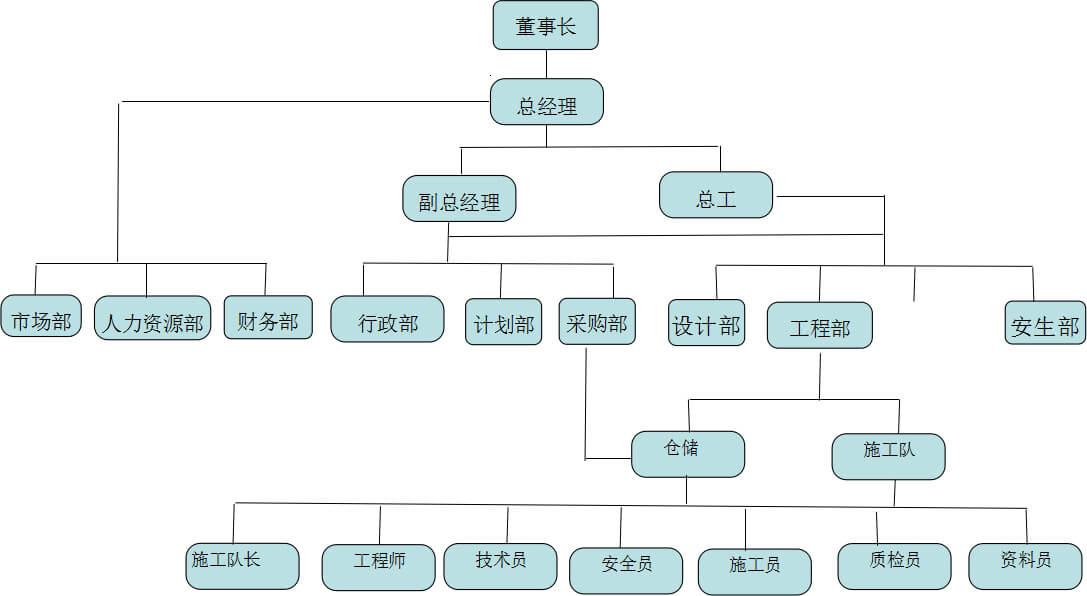 董事长
总经理
副总经理
总工
市场部
人力资源部
财务部
行政部
计划部
采购部
设计部
工程部
安生部
仓储
施工队
施工队长
工程师
技术员
安全员
施工员
质检员
资料员